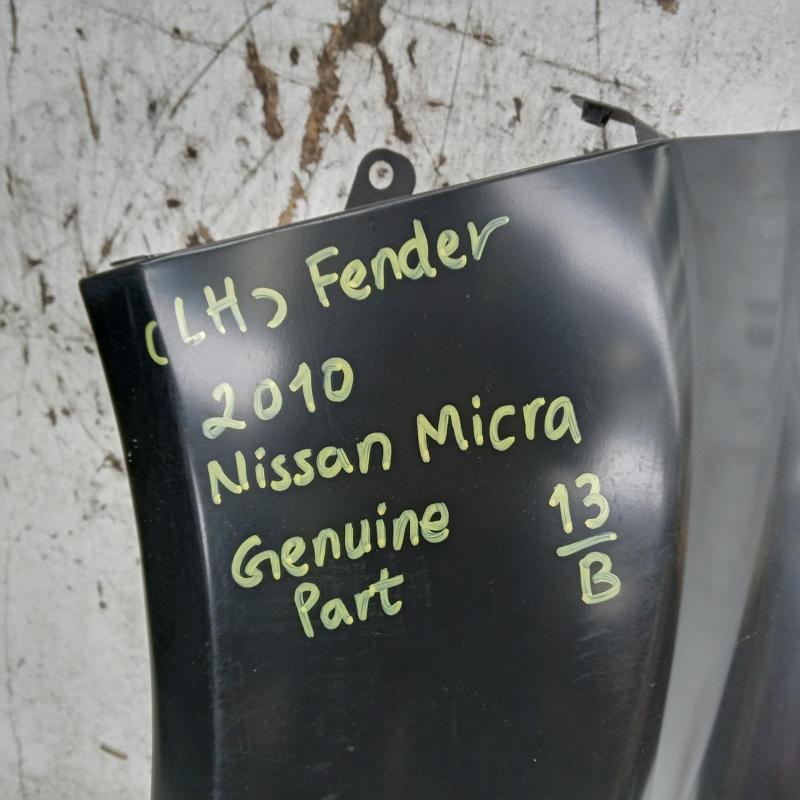 (LH) Fender
2010
Nissan Micra
Genuine
Part
13
B